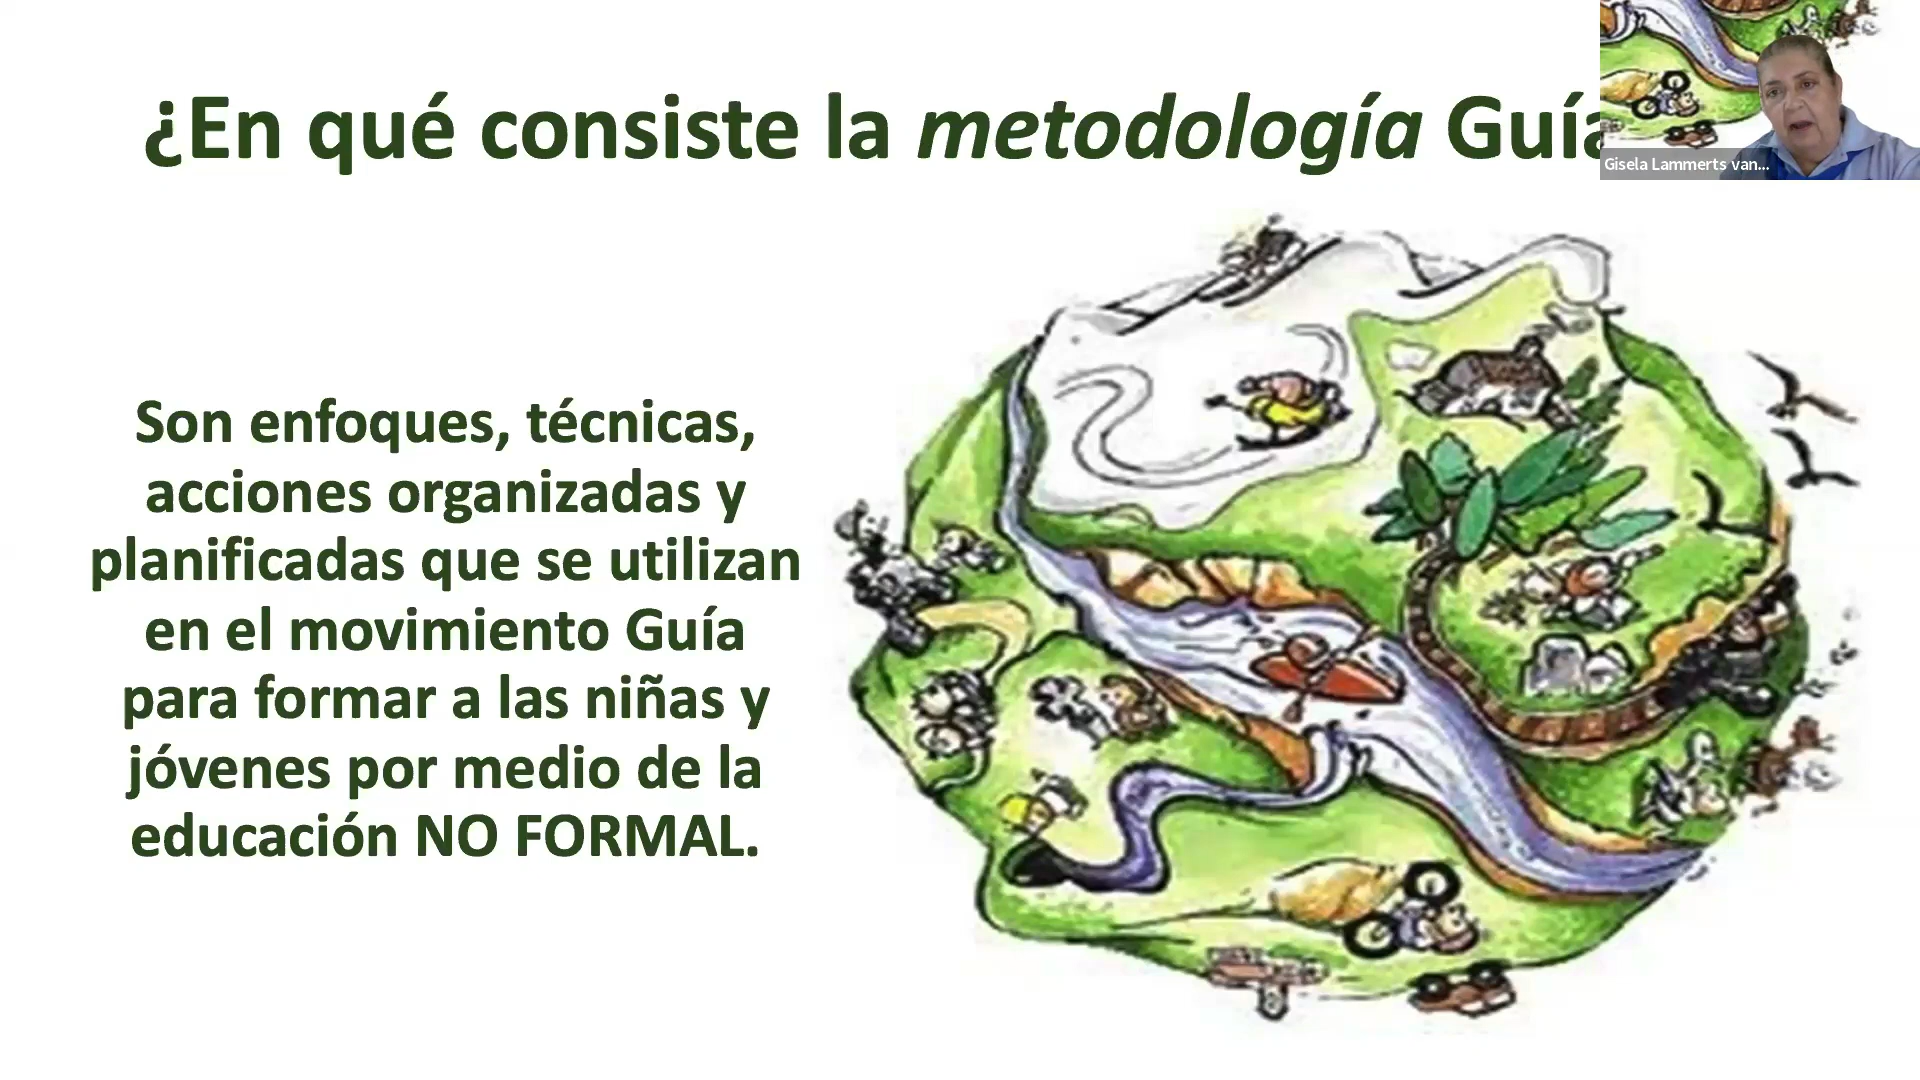 ¿En qué consiste la metodología Guía
Gisela Lammerts van...
Son enfoques, técnicas,
acciones organizadas y
planificadas que se utilizan
en el movimiento Guía
para formar a las niñas y
jóvenes por medio de la
educación NO FORMAL.